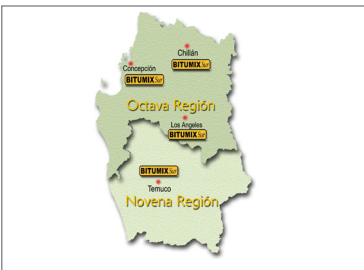 Chillán
BITUMIX Sur
Concepción
BITUMIX Sur
Octava Región
Los Angeles
BITUMIX Sur
BITUMIX Sur
Temuco
Novena Región